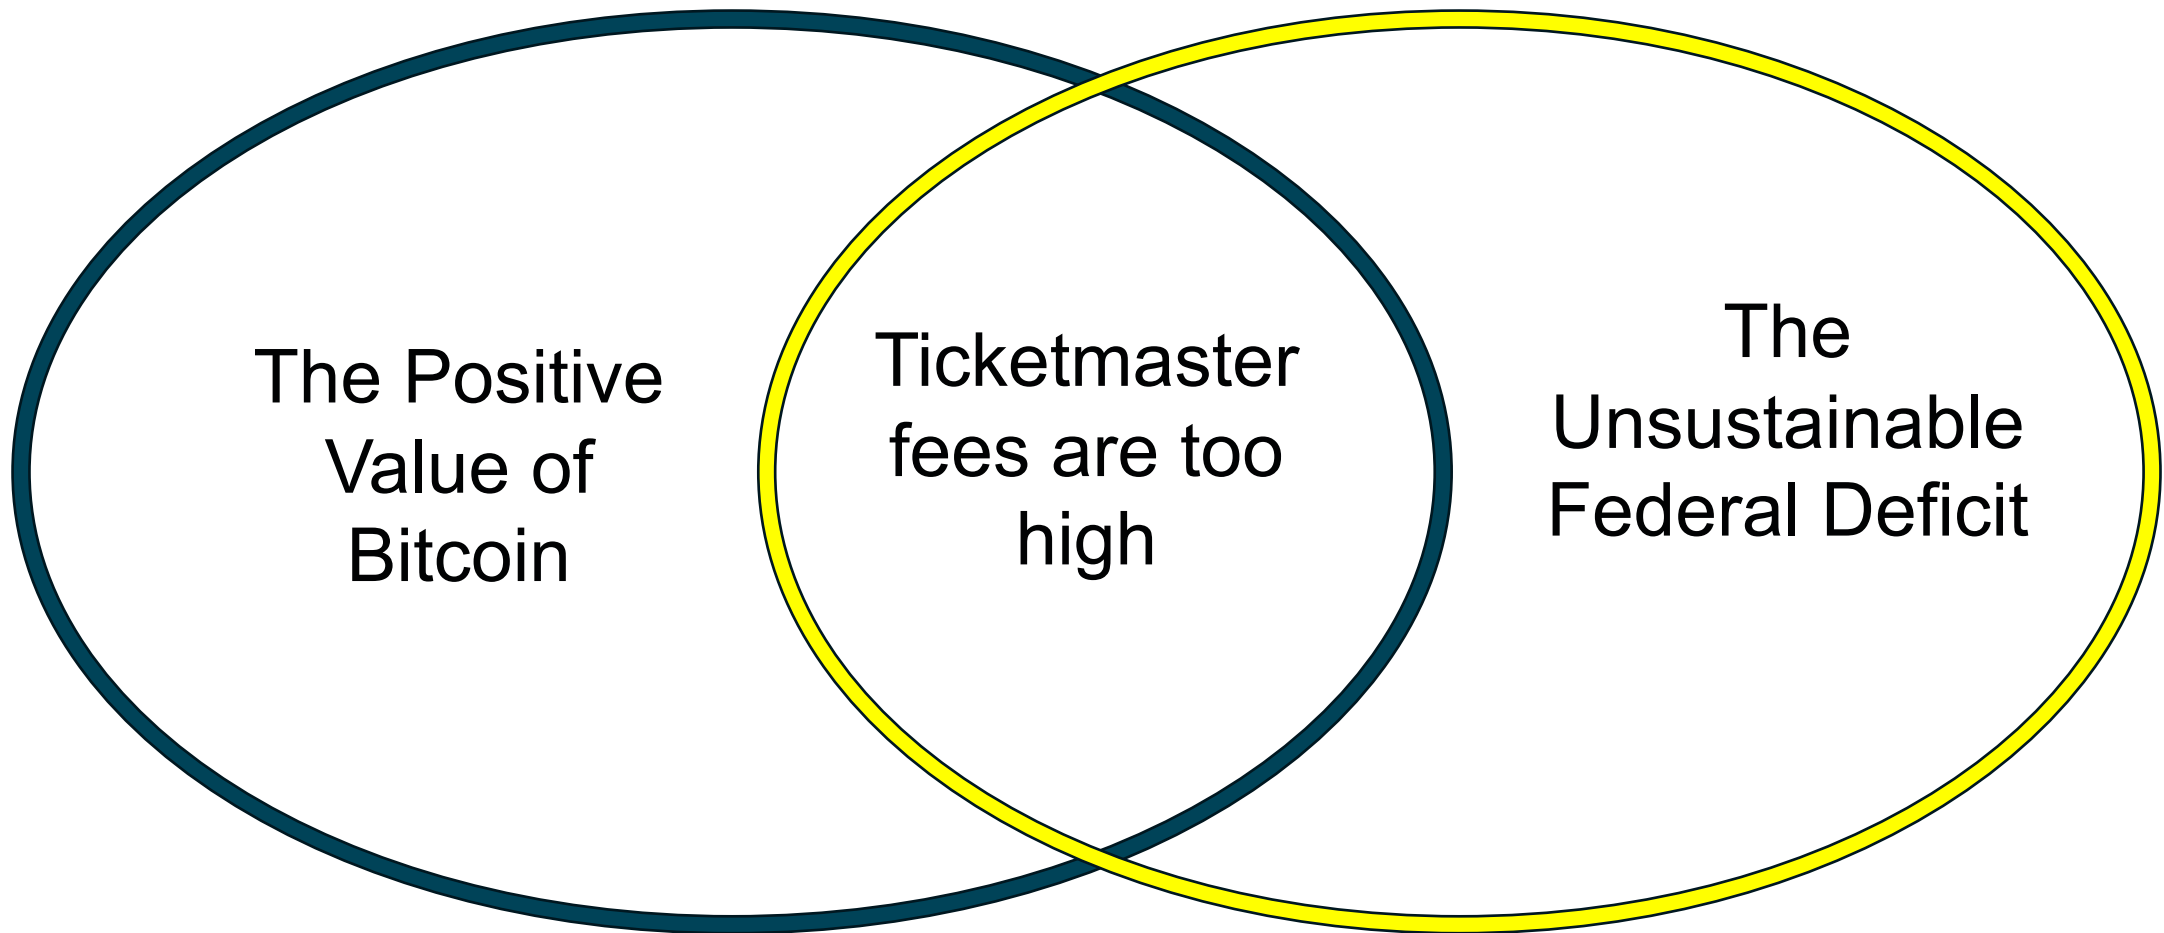 The Positive
Value of
Bitcoin
Ticketmaster
fees are too
high
The
Unsustainable
Federal Deficit